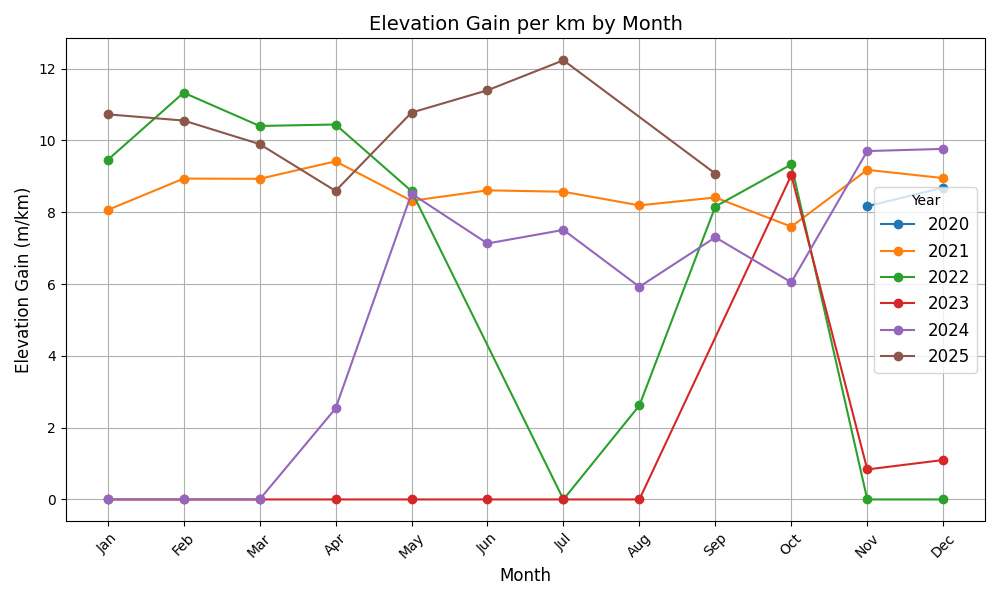 Elevation Gain per km by Month
Elevation Gain (m/km)
12
10
8
6
4
2
0
Jan
Feb
Mar
Apr
May
Jun
Jul
Aug
Sep
Oct
Nov
Dec
Month
Year
2020
2021
2022
2023
2024
2025